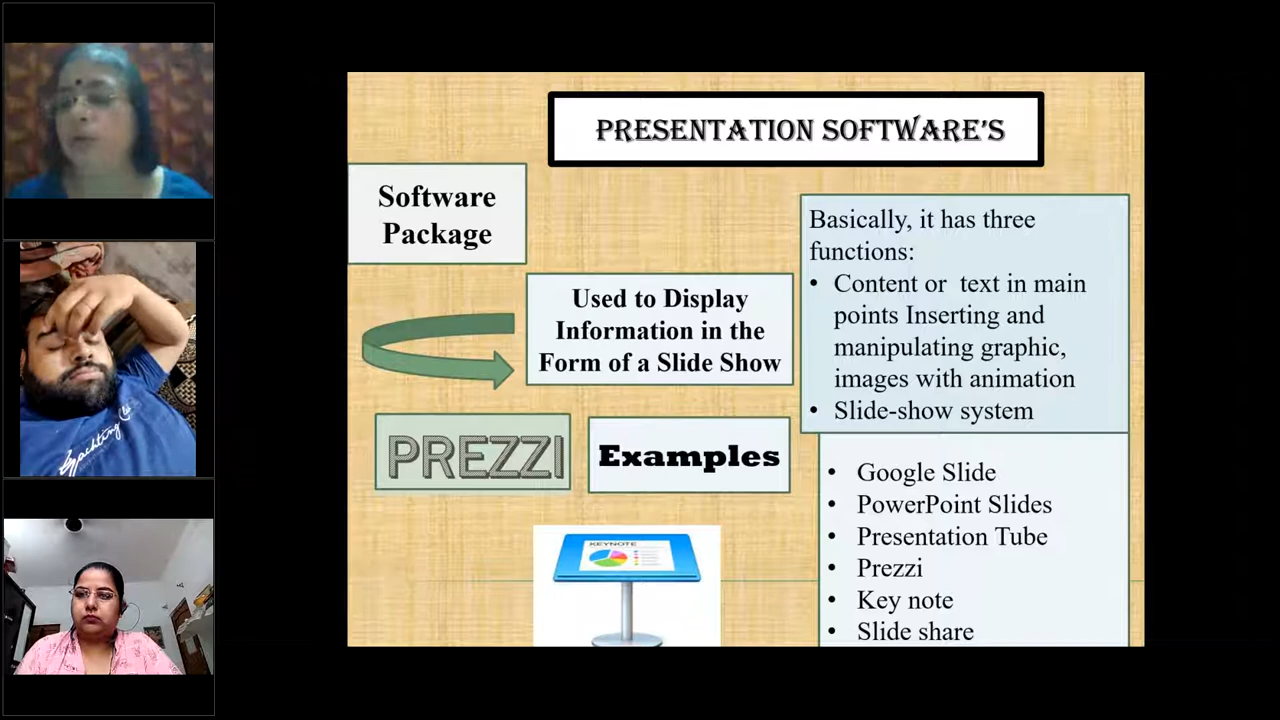 PRESENTATION SOFTWARE'S
Software
Package
Used to Display
Information in the
Form of a Slide Show
Basically, it has three
functions:
• Content or text in main
points Inserting and
manipulating graphic,
images with animation
• Slide-show system
PREZZI
Examples
• Google Slide
• PowerPoint Slides
• Presentation Tube
• Prezzi
• Key note
• Slide share
KEYNOTE
Yachting Club